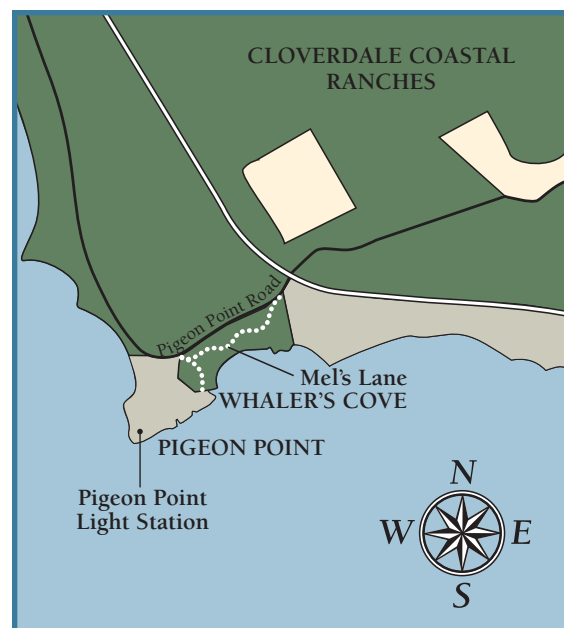 CLOVERDALE COASTAL
RANCHES
Pigeon Point Road
Mel's Lane
WHALER'S COVE
PIGEON POINT
Pigeon Point
Light Station
N
W
E
S